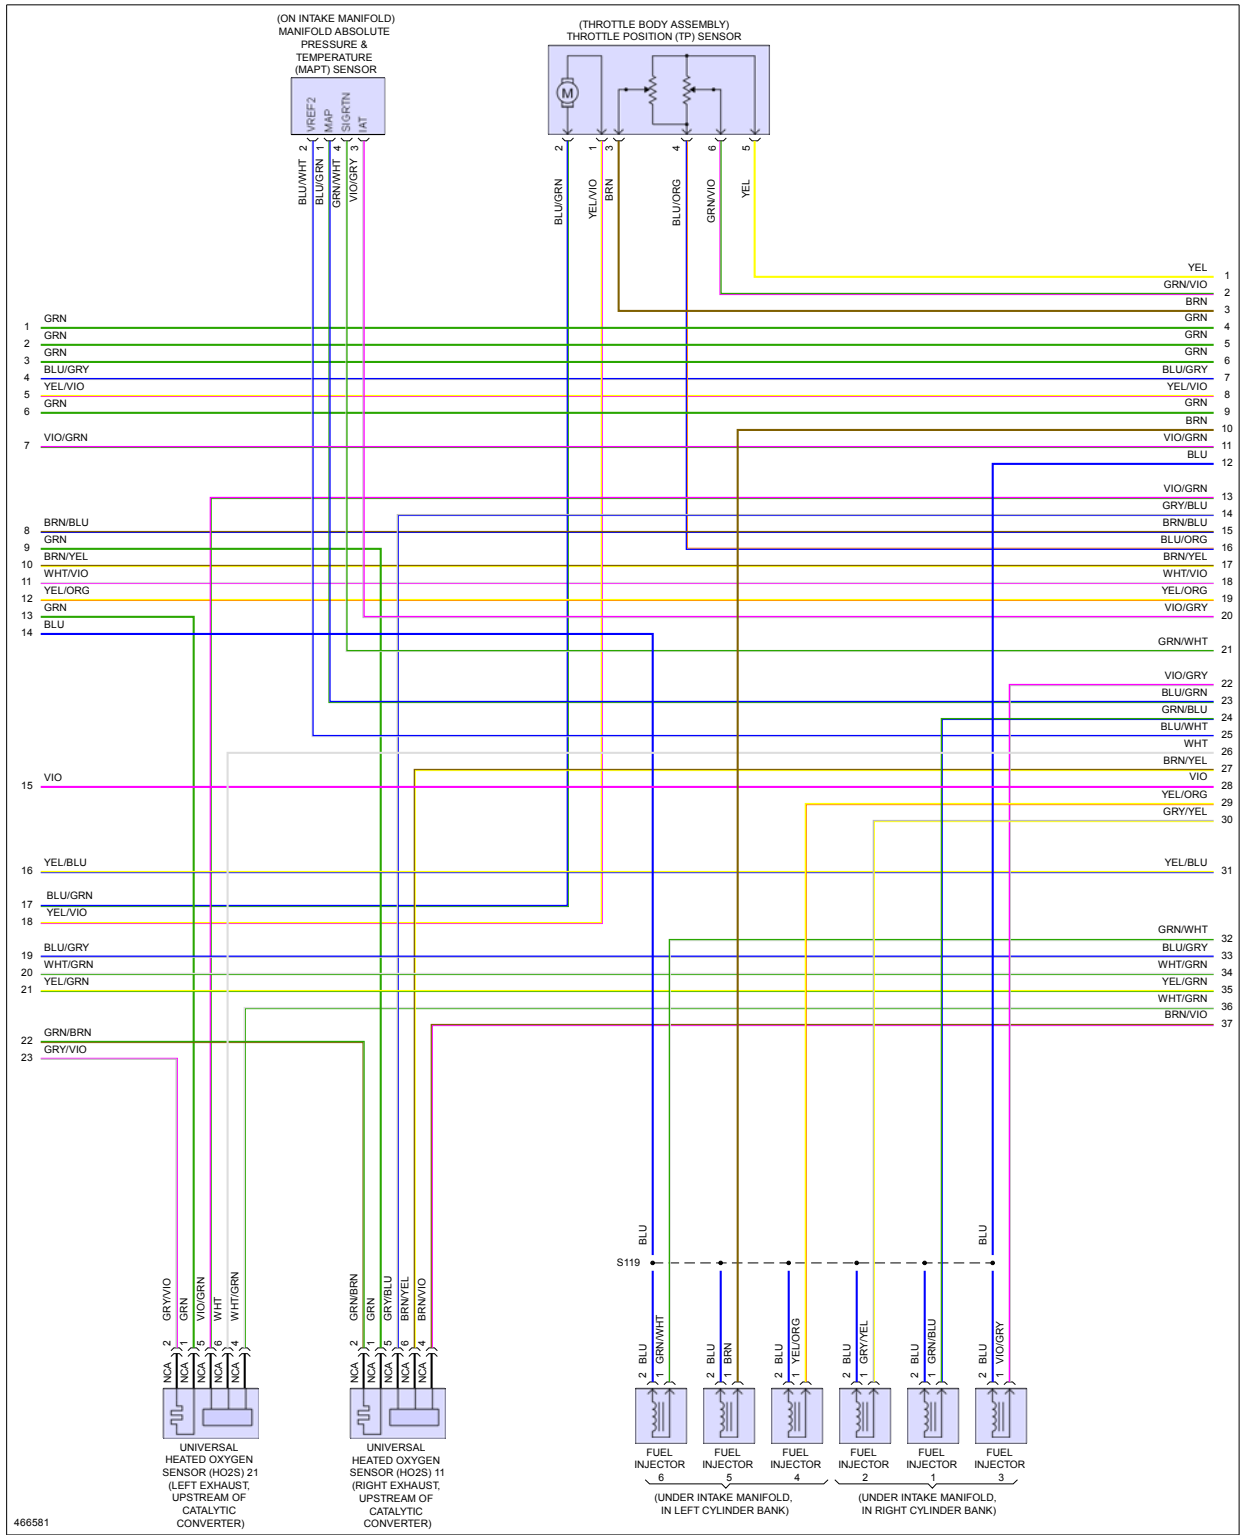 (ON INTAKE MANIFOLD)
MANIFOLD ABSOLUTE
PRESSURE &
TEMPERATURE
(MAPT) SENSOR
(THROTTLE BODY ASSEMBLY)
THROTTLE POSITION (TP) SENSOR
VREF2
MAP
SIGRTN
IAT
M
2
1
4
3
BLU/WHT
BLU/GRN
GRN/WHT
VIO/GRY
2
1
3
4
6
5
BLU/GRN
YEL/VIO
BRN
BLU/ORG
GRN/VIO
YEL
YEL 1
GRN/VIO 2
BRN 3
1 GRN GRN 4
2 GRN GRN 5
3 GRN GRN 6
4 BLU/GRY BLU/GRY 7
5 YEL/VIO YEL/VIO 8
6 GRN GRN 9
BRN 10
7 VIO/GRN VIO/GRN 11
BLU 12
VIO/GRN 13
GRY/BLU 14
8 BRN/BLU BRN/BLU 15
9 GRN BLU/ORG 16
10 BRN/YEL BRN/YEL 17
11 WHT/VIO WHT/VIO 18
12 YEL/ORG YEL/ORG 19
13 GRN VIO/GRY 20
14 BLU
GRN/WHT 21
VIO/GRY 22
BLU/GRN 23
GRN/BLU 24
BLU/WHT 25
WHT 26
BRN/YEL 27
15 VIO VIO 28
YEL/ORG 29
GRY/YEL 30
16 YEL/BLU YEL/BLU 31
17 BLU/GRN
18 YEL/VIO
GRN/WHT 32
19 BLU/GRY BLU/GRY 33
20 WHT/GRN WHT/GRN 34
21 YEL/GRN YEL/GRN 35
WHT/GRN 36
BRN/VIO 37
22 GRN/BRN
23 GRY/VIO
BLU
BLU
S119
GRY/VIO
GRN
VIO/GRN
WHT
WHT/GRN
2
1
5
6
4
NCA
NCA
NCA
NCA
NCA
GRN/BRN
GRN
GRY/BLU
BRN/YEL
BRN/VIO
2
1
5
6
4
NCA
NCA
NCA
NCA
NCA
BLU
GRN/WHT
2
1
BLU
BRN
2
1
BLU
YEL/ORG
2
1
BLU
GRY/YEL
2
1
BLU
GRN/BLU
2
1
BLU
VIO/GRY
2
1
UNIVERSAL
HEATED OXYGEN
SENSOR (HO2S) 21
(LEFT EXHAUST,
UPSTREAM OF
CATALYTIC
CONVERTER)
UNIVERSAL
HEATED OXYGEN
SENSOR (HO2S) 11
(RIGHT EXHAUST,
UPSTREAM OF
CATALYTIC
CONVERTER)
FUEL
INJECTOR
6
FUEL
INJECTOR
5
FUEL
INJECTOR
4
FUEL
INJECTOR
2
FUEL
INJECTOR
1
FUEL
INJECTOR
3
(UNDER INTAKE MANIFOLD,
IN LEFT CYLINDER BANK)
(UNDER INTAKE MANIFOLD,
IN RIGHT CYLINDER BANK)
466581